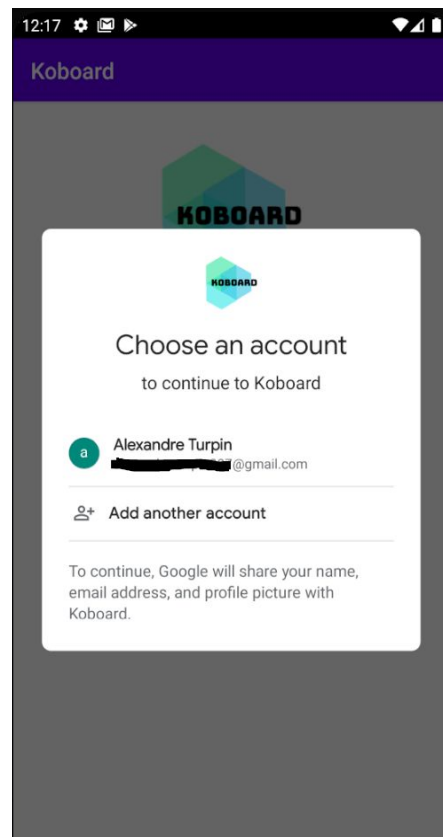 12:17
Koboard
KOBOARD
KOBOARD
Choose an account
to continue to Koboard
a
Alexandre Turpin
@gmail.com
Add another account
To continue, Google will share your name,
email address, and profile picture with
Koboard.